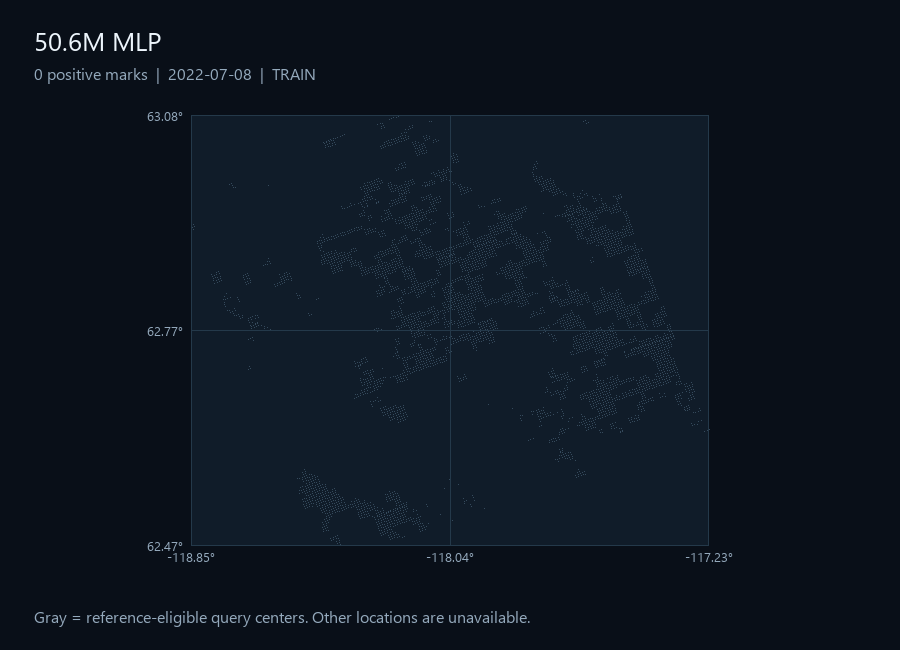 50.6M MLP
0 positive marks | 2022-07-08 | TRAIN
63.08°
62.77°
62.47°
-118.85°
-118.04°
-117.23°
Gray = reference-eligible query centers. Other locations are unavailable.